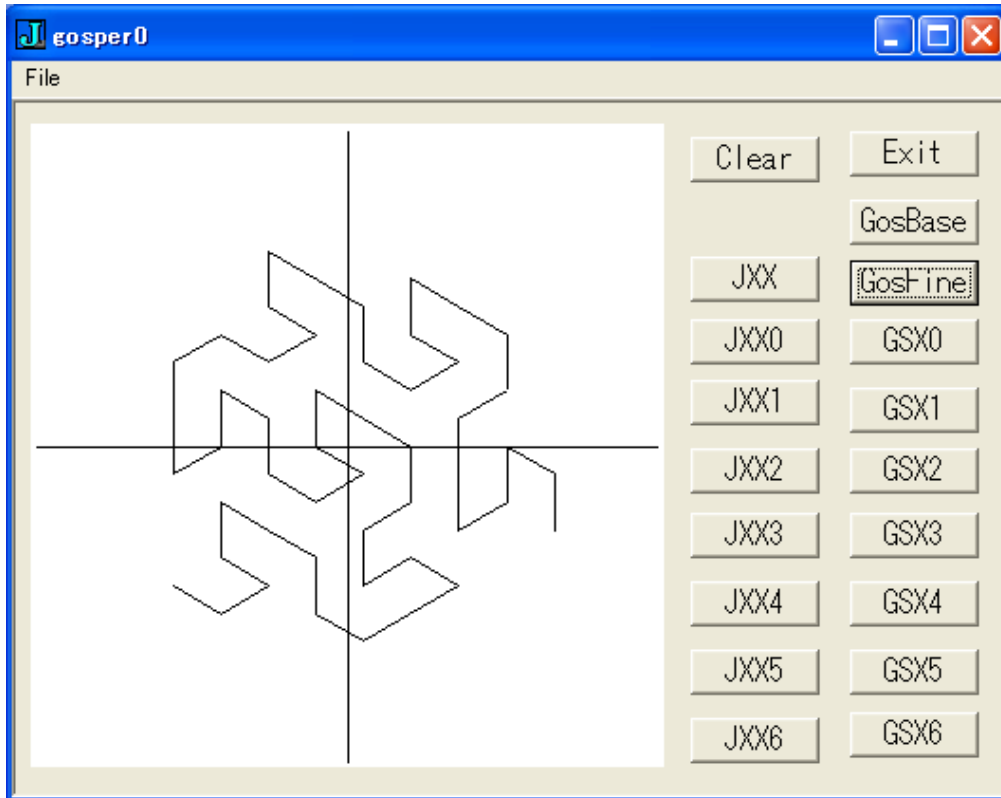 gosper0
File
Clear Exit
GosBase
JXX GosFine
JXX0 GSX0
JXX1 GSX1
JXX2 GSX2
JXX3 GSX3
JXX4 GSX4
JXX5 GSX5
JXX6 GSX6